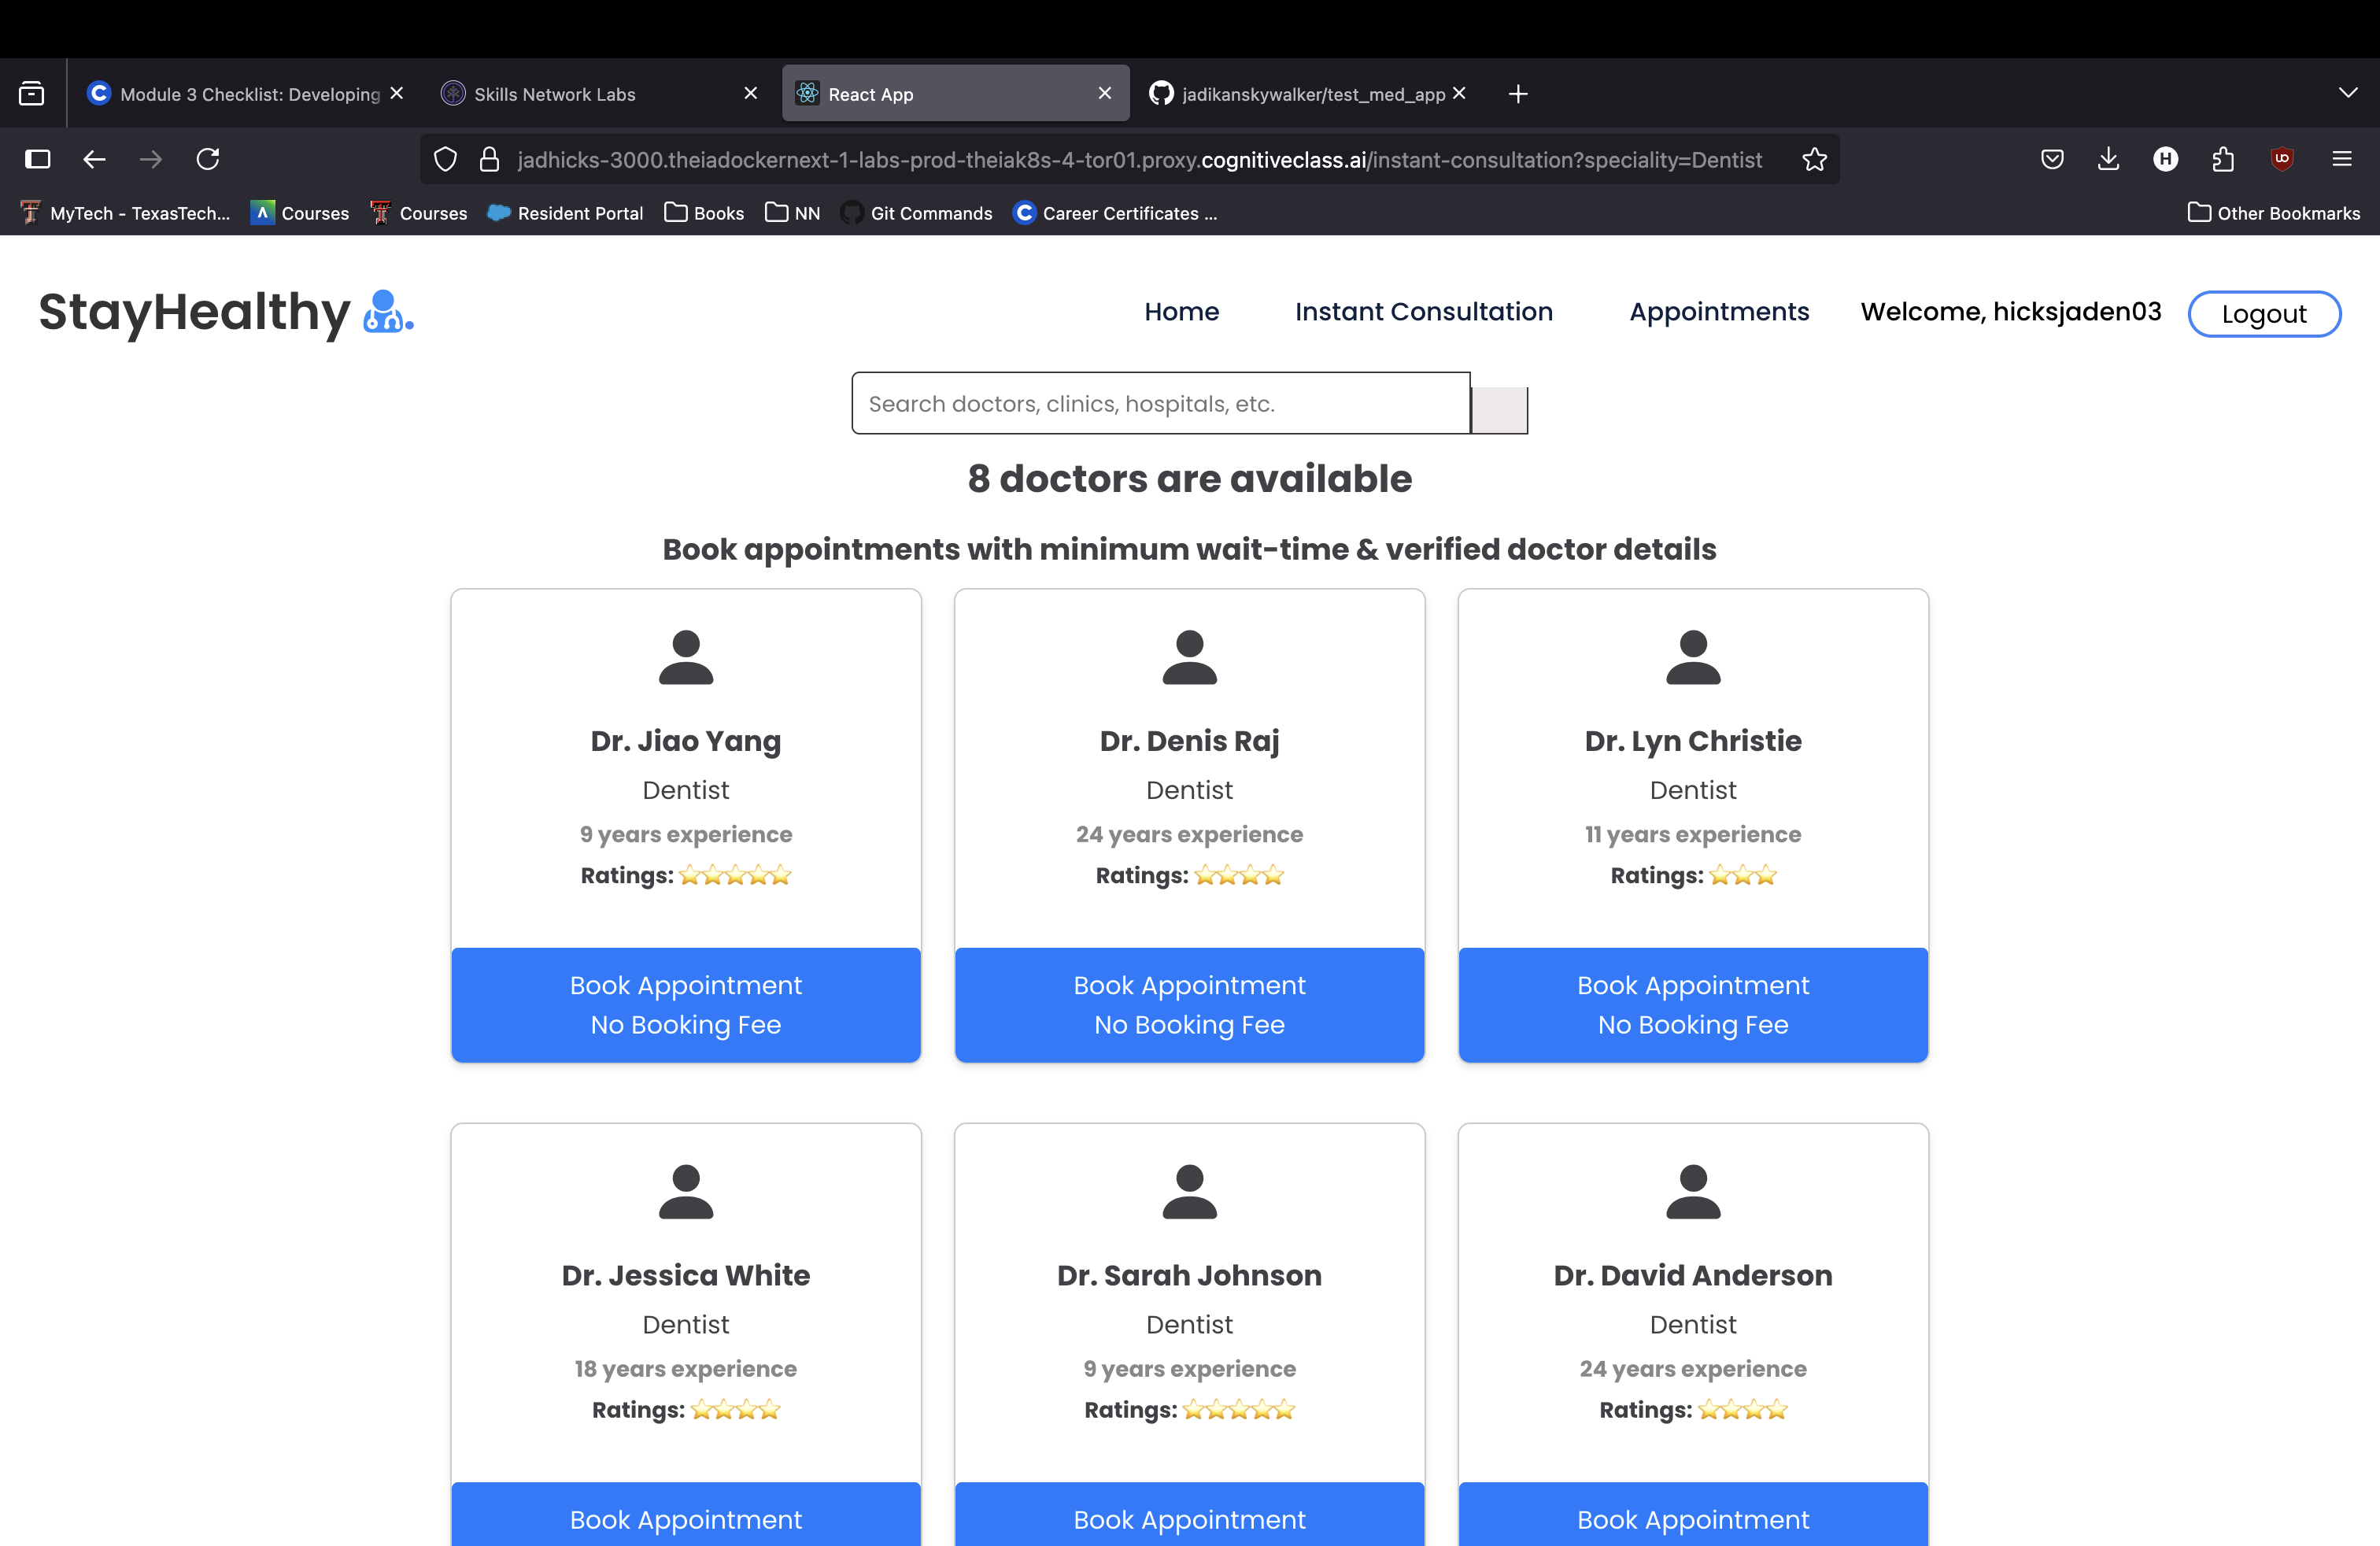 Module 3 Checklist: Developing
Skills Network Labs
React App
jadikanskywalker/test_med_app
jadhicks-3000.theiadockernext-1-labs-prod-theiak8s-4-tor01.proxy.cognitiveclass.ai/instant-consultation?speciality=Dentist
MyTech - TexasTech... Courses Courses Resident Portal Books NN Git Commands Career Certificates ... Other Bookmarks
StayHealthy
Home Instant Consultation Appointments Welcome, hicksjaden03 Logout
Search doctors, clinics, hospitals, etc.
8 doctors are available
Book appointments with minimum wait-time & verified doctor details
Dr. Jiao Yang
Dentist
9 years experience
Ratings: ⭐⭐⭐⭐⭐
Book Appointment
No Booking Fee
Dr. Denis Raj
Dentist
24 years experience
Ratings: ⭐⭐⭐⭐
Book Appointment
No Booking Fee
Dr. Lyn Christie
Dentist
11 years experience
Ratings: ⭐⭐⭐
Book Appointment
No Booking Fee
Dr. Jessica White
Dentist
18 years experience
Ratings: ⭐⭐⭐⭐
Book Appointment
Dr. Sarah Johnson
Dentist
9 years experience
Ratings: ⭐⭐⭐⭐⭐
Book Appointment
Dr. David Anderson
Dentist
24 years experience
Ratings: ⭐⭐⭐⭐
Book Appointment